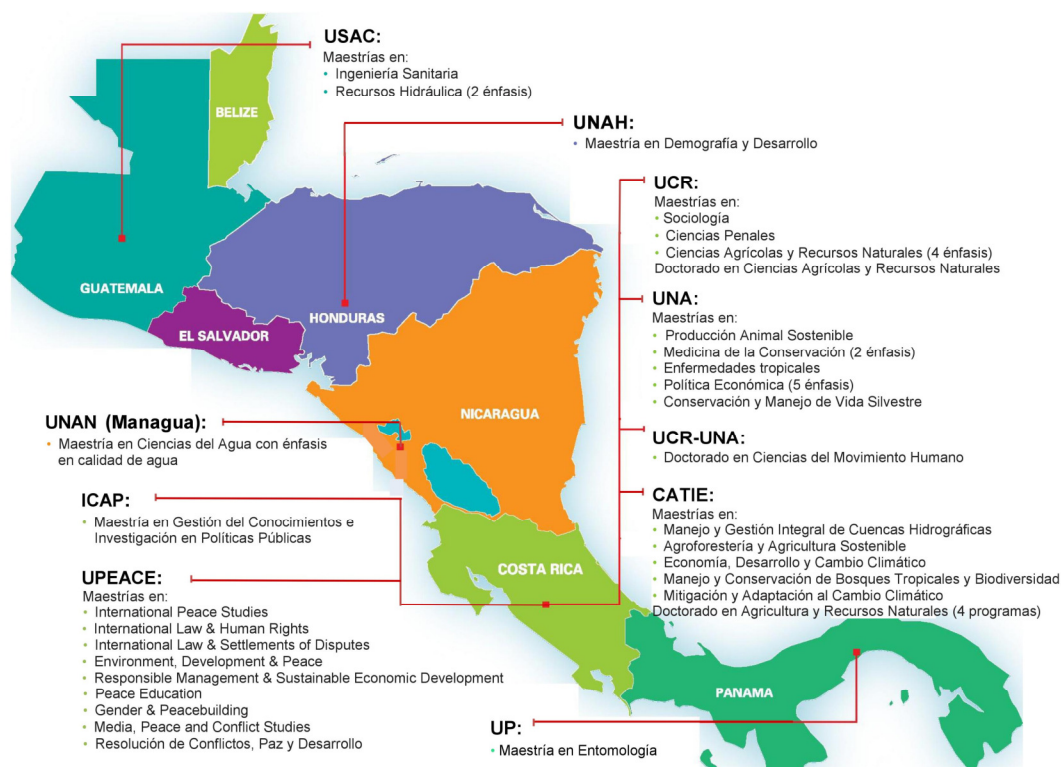 USAC:
Maestrías en:
• Ingeniería Sanitaria
• Recursos Hidráulica (2 énfasis)
BELIZE
UNAH:
• Maestría en Demografía y Desarrollo
UCR:
Maestrías en:
• Sociología
• Ciencias Penales
• Ciencias Agrícolas y Recursos Naturales (4 énfasis)
Doctorado en Ciencias Agrícolas y Recursos Naturales
GUATEMALA
HONDURAS
EL SALVADOR
UNA:
Maestrías en:
• Producción Animal Sostenible
• Medicina de la Conservación (2 énfasis)
• Enfermedades tropicales
• Política Económica (5 énfasis)
• Conservación y Manejo de Vida Silvestre
NICARAGUA
UNAN (Managua):
• Maestría en Ciencias del Agua con énfasis
en calidad de agua
UCR-UNA:
• Doctorado en Ciencias del Movimiento Humano
ICAP:
• Maestría en Gestión del Conocimientos e
Investigación en Políticas Públicas
CATIE:
Maestrías en:
• Manejo y Gestión Integral de Cuencas Hidrográficas
• Agroforestería y Agricultura Sostenible
• Economía, Desarrollo y Cambio Climático
• Manejo y Conservación de Bosques Tropicales y Biodiversidad
• Mitigación y Adaptación al Cambio Climático
Doctorado en Agricultura y Recursos Naturales (4 programas)
COSTA RICA
UPEACE:
Maestrías en:
• International Peace Studies
• International Law & Human Rights
• International Law & Settlements of Disputes
• Environment, Development & Peace
• Responsible Management & Sustainable Economic Development
• Peace Education
• Gender & Peacebuilding
• Media, Peace and Conflict Studies
• Resolución de Conflictos, Paz y Desarrollo
PANAMA
UP:
• Maestría en Entomología